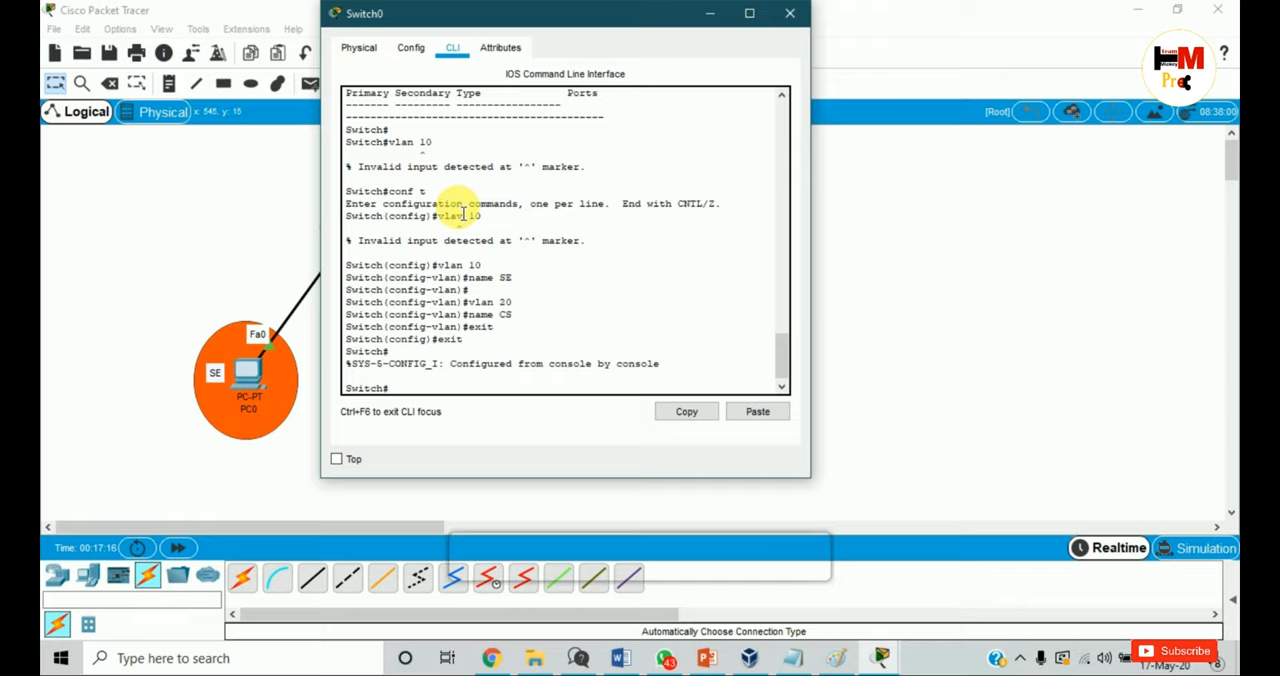 Cisco Packet Tracer
File Edit Options View Tools Extensions Help
Logical
Physical
x: 545, y: 15
[Root]
08:38:00
HM
Pro
Switch0
Physical Config CLI Attributes
IOS Command Line Interface
Primary Secondary Type Ports
------- --------- -----------------
------------------------------------------
Switch#
Switch#vlan 10
^
% Invalid input detected at '^' marker.
Switch#conf t
Enter configuration commands, one per line. End with CNTL/Z.
Switch(config)#vlav 10
^
% Invalid input detected at '^' marker.
Switch(config)#vlan 10
Switch(config-vlan)#name SE
Switch(config-vlan)#
Switch(config-vlan)#vlan 20
Switch(config-vlan)#name CS
Switch(config-vlan)#exit
Switch(config)#exit
Switch#
%SYS-5-CONFIG_I: Configured from console by console
Switch#
Ctrl+F6 to exit CLI focus
Copy
Paste
Top
Fa0
SE
PC-PT
PC0
Time: 00:17:16
Realtime
Simulation
Automatically Choose Connection Type
Type here to search
43
Subscribe
17-May-20
8